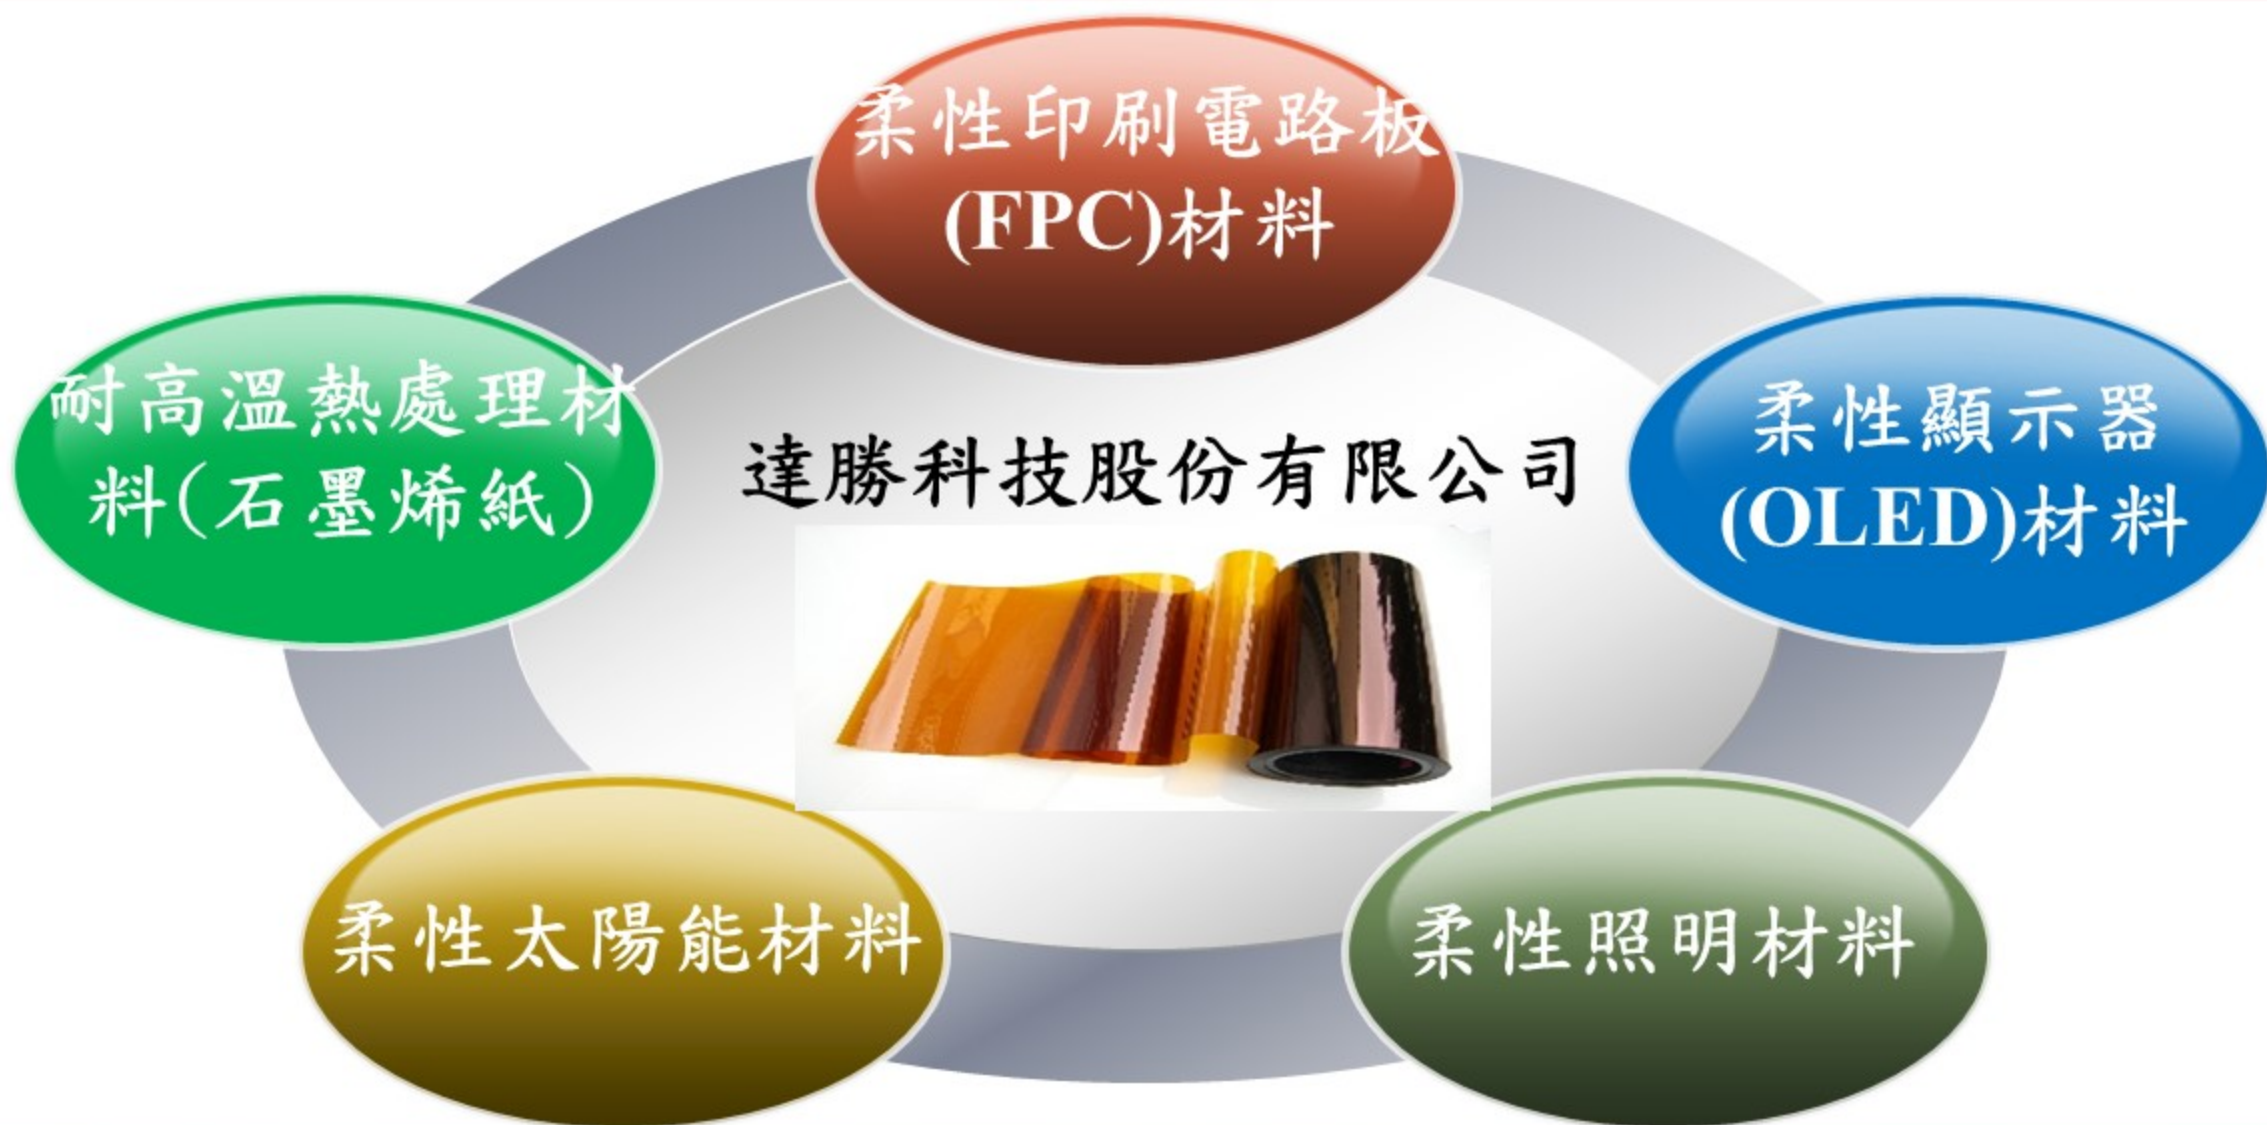 柔性印刷電路板
(FPC)材料
耐高溫熱處理材
料(石墨烯紙)
柔性顯示器
(OLED)材料
達勝科技股份有限公司
柔性太陽能材料
柔性照明材料